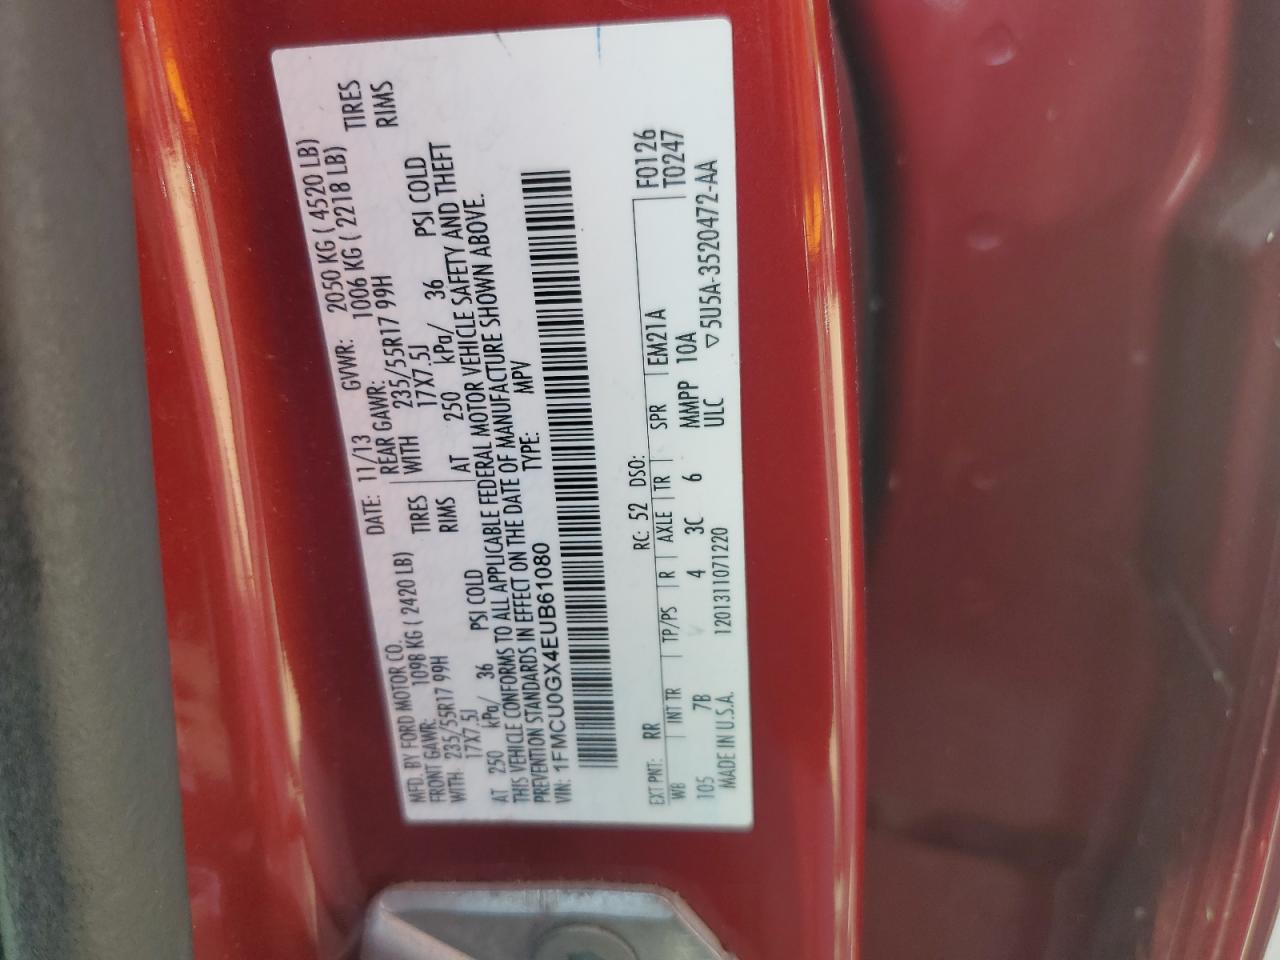 MFD. BY FORD MOTOR CO. DATE: 11/13 GVWR: 2050 KG ( 4520 LB)
FRONT GAWR: 1098 KG ( 2420 LB) REAR GAWR: 1006 KG ( 2218 LB)
WITH 235/55R17 99H TIRES WITH 235/55R17 99H TIRES
17X7.5J RIMS 17X7.5J RIMS
AT 250 kPa/ 36 PSI COLD AT 250 kPa/ 36 PSI COLD
THIS VEHICLE CONFORMS TO ALL APPLICABLE FEDERAL MOTOR VEHICLE SAFETY AND THEFT
PREVENTION STANDARDS IN EFFECT ON THE DATE OF MANUFACTURE SHOWN ABOVE.
VIN: 1FMCU0GX4EUB61080 TYPE: MPV
EXT PNT: RR RC: 52 DSO: F0126
WB INT TR TP/PS R AXLE TR SPR EM21A T0247
105 7B 4 3C 6 MMPP 10A
MADE IN U.S.A. 1201311071220 ULC ▽5U5A-3520472-AA